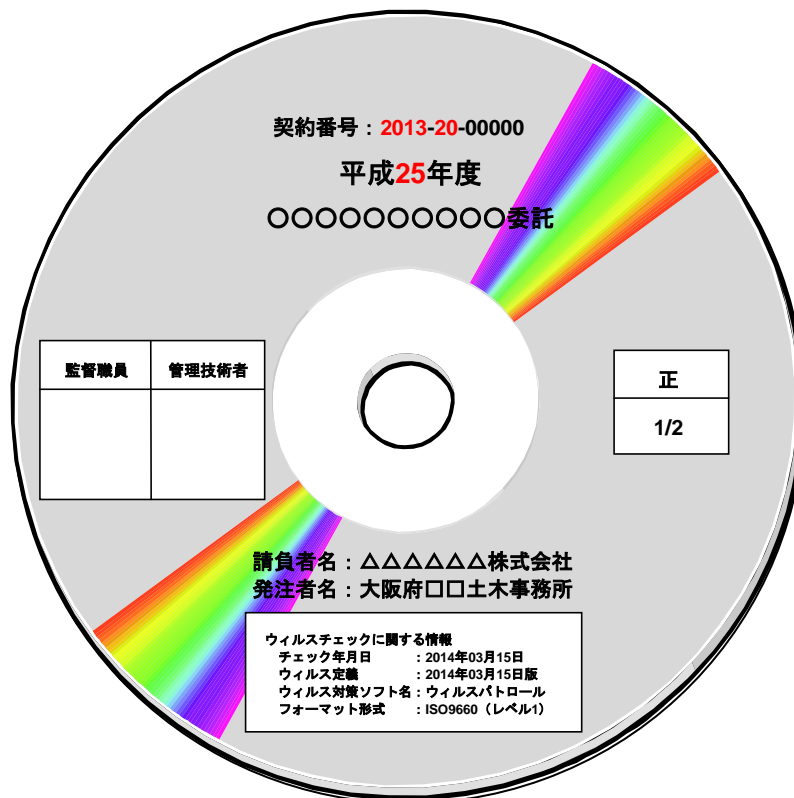 契約番号：2013-20-00000
平成25年度
○○○○○○○○○○委託
監督職員 管理技術者
正
1/2
請負者名：△△△△△△株式会社
発注者名：大阪府□□土木事務所
ウィルスチェックに関する情報
チェック年月日 ：2014年03月15日
ウィルス定義 ：2014年03月15日版
ウィルス対策ソフト名：ウィルスパトロール
フォーマット形式 ：ISO9660（レベル1）